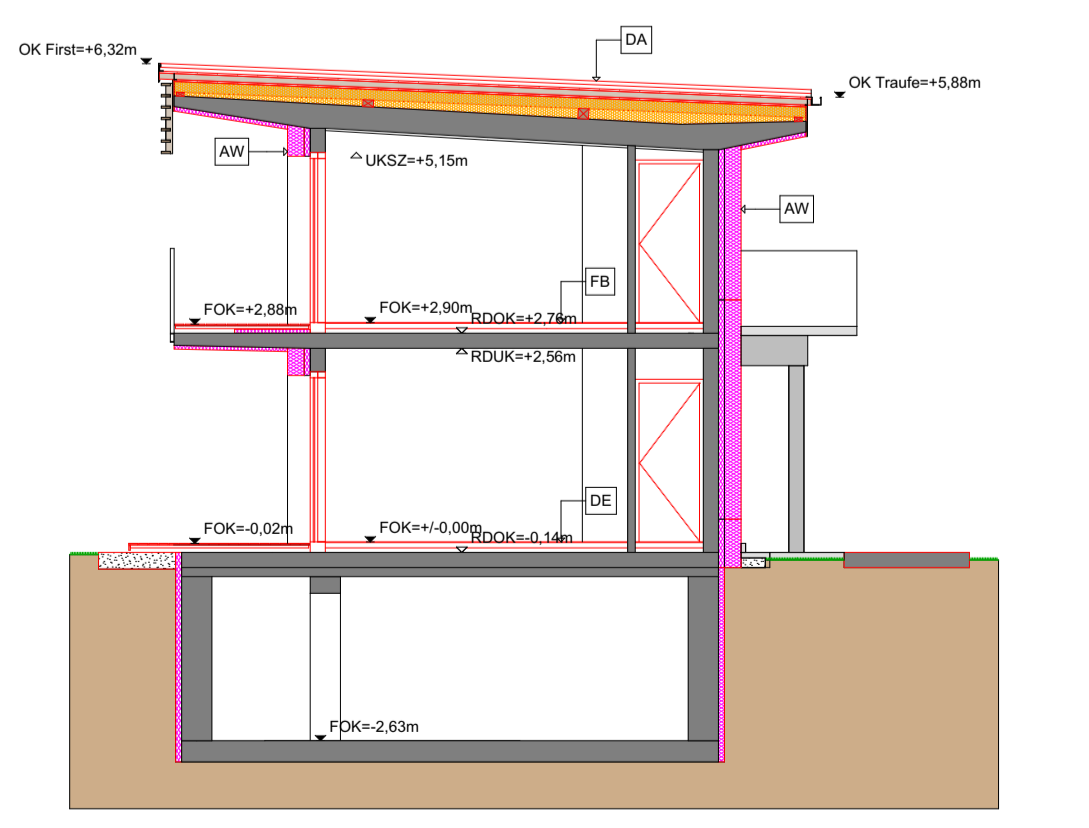 DA
OK First=+6,32m
OK Traufe=+5,88m
AW
UKSZ=+5,15m
AW
FB
FOK=+2,88m
FOK=+2,90m
RDOK=+2,76m
RDUK=+2,56m
DE
FOK=-0,02m
FOK=+/-0,00m
RDOK=-0,14m
FOK=-2,63m